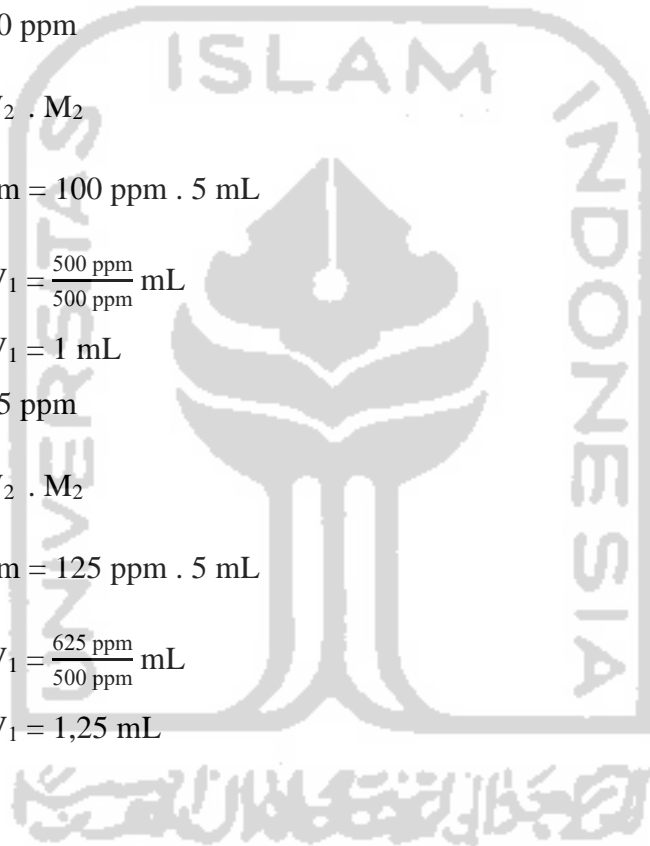 0 ppm
ISLAM
UNIVERSITAS
INDONESIA
V₂ . M₂
m = 100 ppm . 5 mL
V₁ = 500 ppm / 500 ppm mL
V₁ = 1 mL
5 ppm
V₂ . M₂
m = 125 ppm . 5 mL
V₁ = 625 ppm / 500 ppm mL
V₁ = 1,25 mL